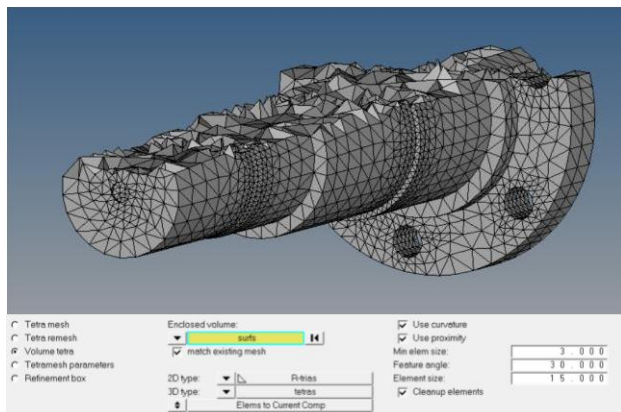 Tetra mesh
Tetra remesh
Volume tetra
Tetramesh parameters
Refinement box
Enclosed volume:
surfs
match existing mesh
2D type: R-trias
3D type: tetras
Elems to Current Comp
Use curvature
Use proximity
Min elem size: 3.000
Feature angle: 30.000
Element size: 15.000
Cleanup elements